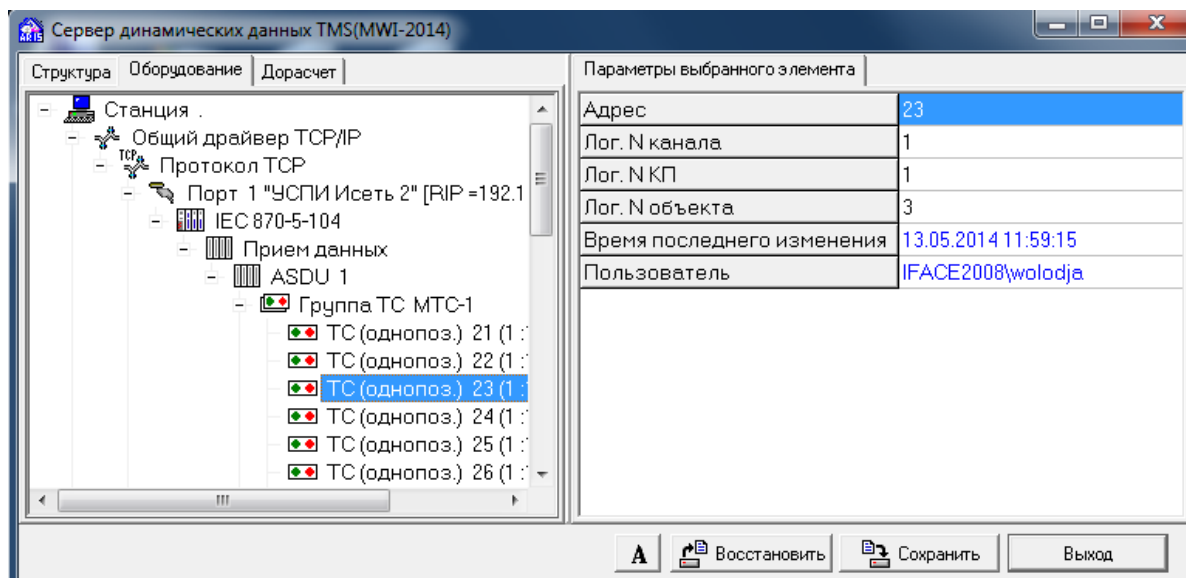 Сервер динамических данных TMS(MWI-2014)
Структура Оборудование Дорасчет
Станция .
Общий драйвер TCP/IP
TCP Протокол TCP
Порт 1 "УСПИ Исеть 2" [RIP =192.1
IEC 870-5-104
Прием данных
ASDU 1
Группа ТС МТС-1
ТС (однопоз.) 21 (1 :
ТС (однопоз.) 22 (1 :
ТС (однопоз.) 23 (1 :
ТС (однопоз.) 24 (1 :
ТС (однопоз.) 25 (1 :
ТС (однопоз.) 26 (1 :
Параметры выбранного элемента
Адрес 23
Лог. N канала 1
Лог. N КП 1
Лог. N объекта 3
Время последнего изменения 13.05.2014 11:59:15
Пользователь IFACE2008\wolodja
A Восстановить Сохранить Выход